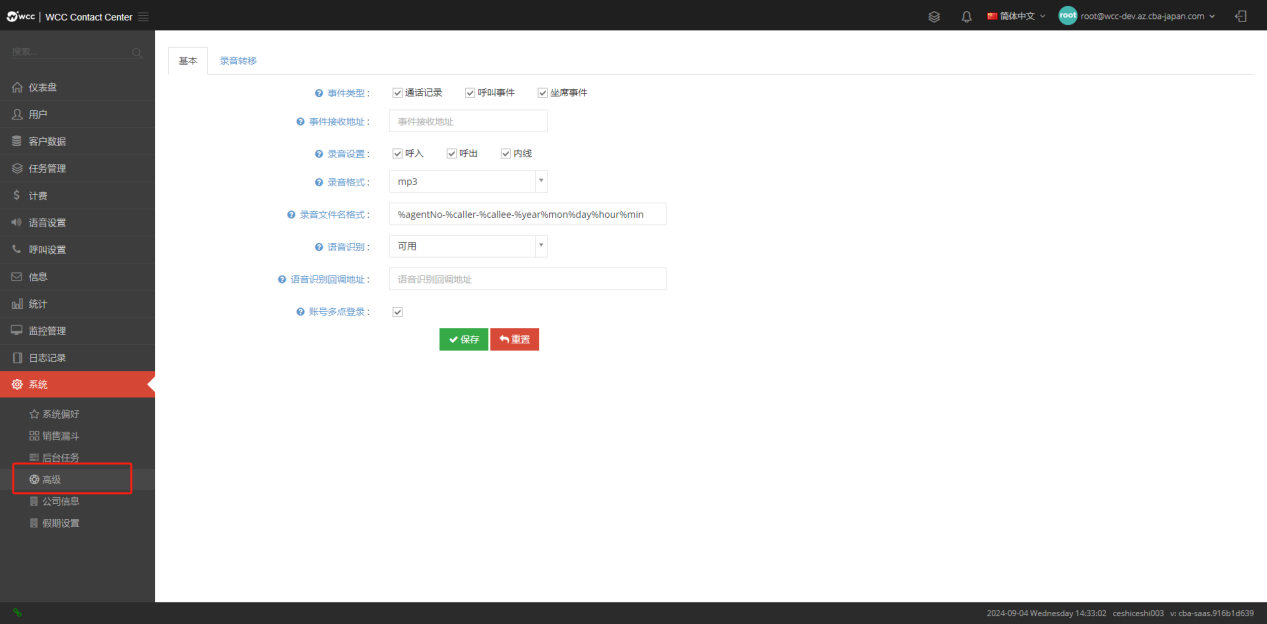 wcc | WCC Contact Center
简体中文
root
root@wcc-dev.az.cba-japan.com
搜索...
仪表盘
用户
客户数据
任务管理
计费
语音设置
呼叫设置
信息
统计
监控管理
日志记录
系统
系统偏好
销售漏斗
后台任务
高级
公司信息
假期设置
基本 录音转移
事件类型： 通话记录 呼叫事件 坐席事件
事件接收地址： 事件接收地址
录音设置： 呼入 呼出 内线
录音格式： mp3
录音文件名格式： %agentNo-%caller-%callee-%year%mon%day%hour%min
语音识别： 可用
语音识别回调地址： 语音识别回调地址
账号多点登录：
保存 重置
2024-09-04 Wednesday 14:33:02 ceshiceshi003 v: cba-saas.916b1d639